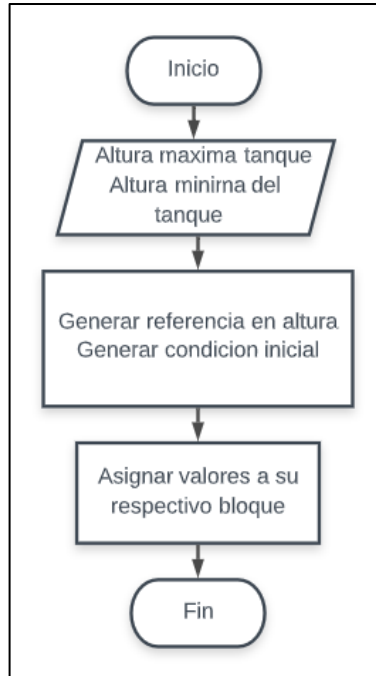 Inicio
Altura maxima tanque
Altura minima del
tanque
Generar referencia en altura
Generar condicion inicial
Asignar valores a su
respectivo bloque
Fin